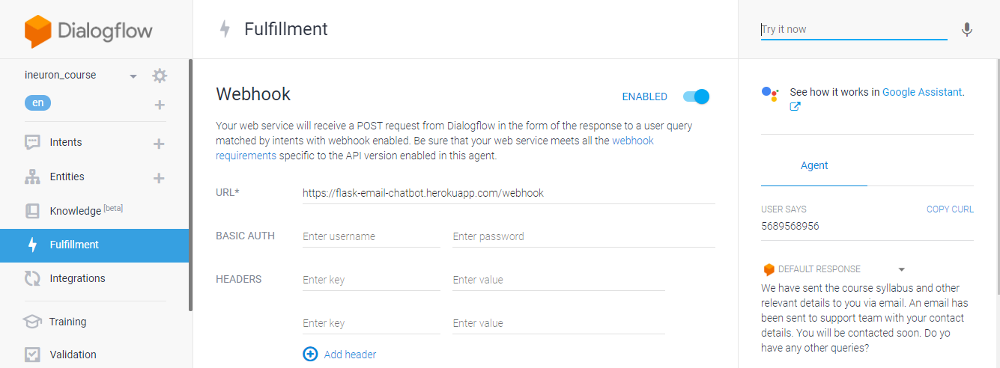 Dialogflow
ineuron_course
en
Intents
Entities
Knowledge [beta]
Fulfillment
Integrations
Training
Validation
Fulfillment
Webhook
ENABLED
Your web service will receive a POST request from Dialogflow in the form of the response to a user query
matched by intents with webhook enabled. Be sure that your web service meets all the webhook
requirements specific to the API version enabled in this agent.
URL* https://flask-email-chatbot.herokuapp.com/webhook
BASIC AUTH Enter username Enter password
HEADERS Enter key Enter value
Enter key Enter value
Add header
Try it now
See how it works in Google Assistant.
Agent
USER SAYS COPY CURL
5689568956
DEFAULT RESPONSE
We have sent the course syllabus and other
relevant details to you via email. An email has
been sent to support team with your contact
details. You will be contacted soon. Do yo
have any other queries?